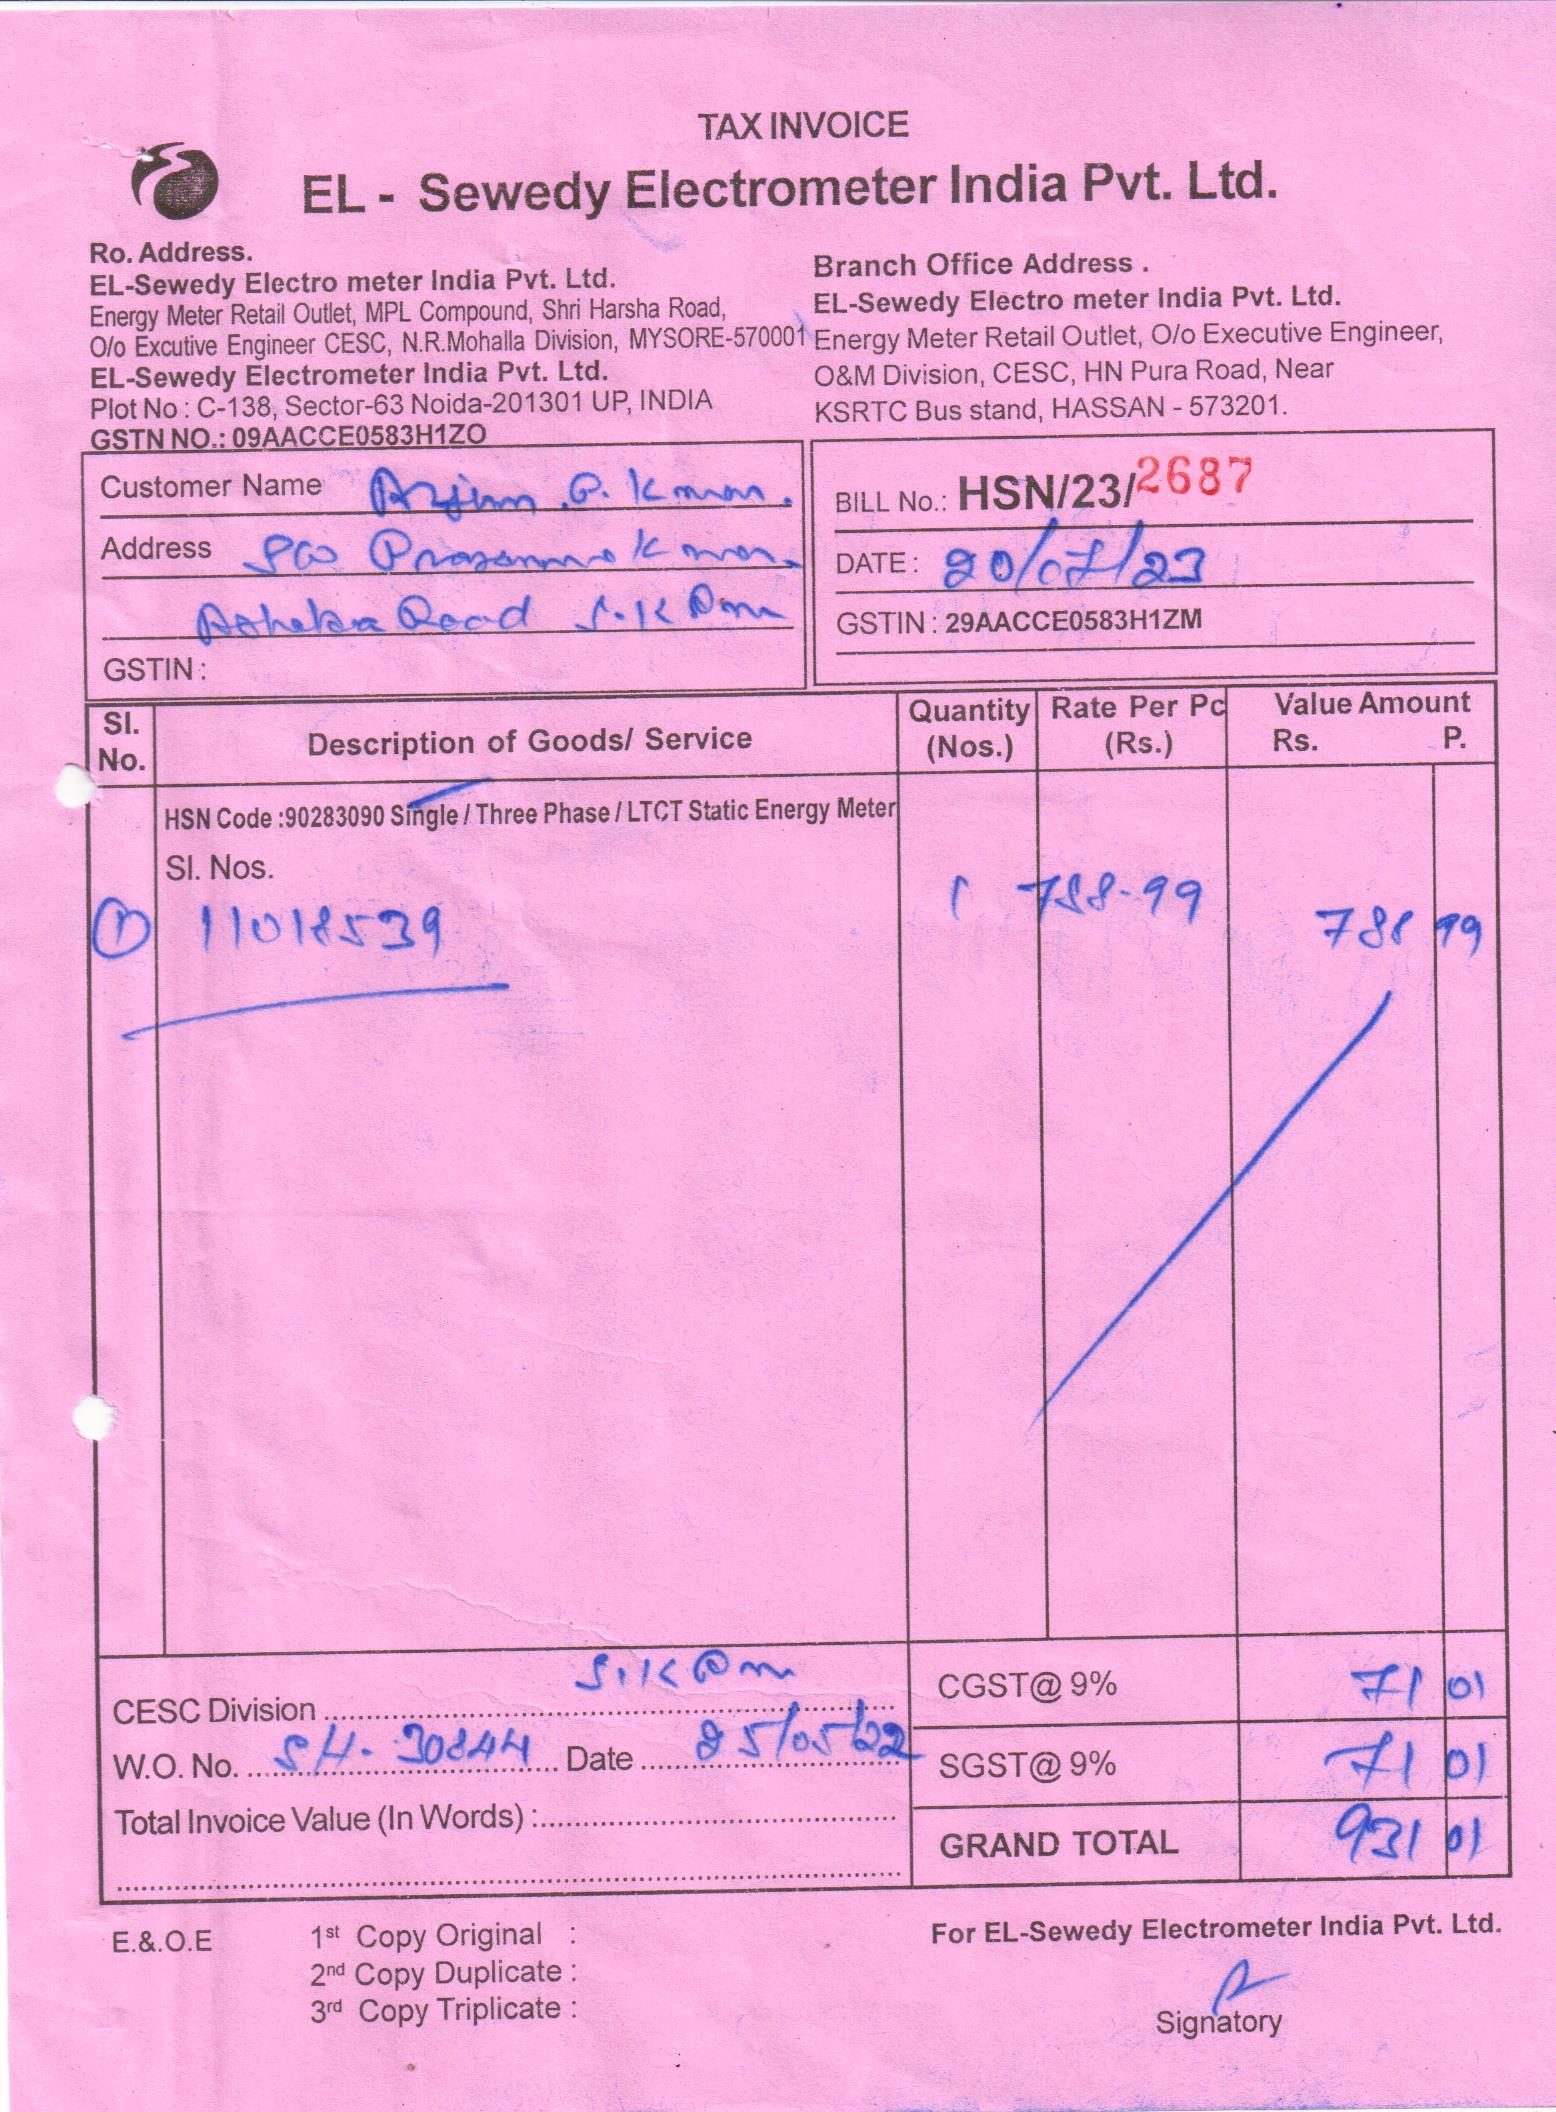 TAX INVOICE
EL - Sewedy Electrometer India Pvt. Ltd.
Ro. Address.
EL-Sewedy Electro meter India Pvt. Ltd.
Energy Meter Retail Outlet, MPL Compound, Shri Harsha Road,
O/o Excutive Engineer CESC, N.R.Mohalla Division, MYSORE-570001
EL-Sewedy Electrometer India Pvt. Ltd.
Plot No : C-138, Sector-63 Noida-201301 UP, INDIA
GSTN NO.: 09AACCE0583H1ZO
Branch Office Address .
EL-Sewedy Electro meter India Pvt. Ltd.
Energy Meter Retail Outlet, O/o Executive Engineer,
O&M Division, CESC, HN Pura Road, Near
KSRTC Bus stand, HASSAN - 573201.
Customer Name Arjun . P. Kumar.
Address S/o Prasanna Kumar.
Road S.K Pura
GSTIN :
BILL No.: HSN/23/2687
DATE : 20/07/23
GSTIN : 29AACCE0583H1ZM
Sl. No. Description of Goods/ Service Quantity (Nos.) Rate Per Pc (Rs.) Value Amount Rs. P.
HSN Code :90283090 Single / Three Phase / LTCT Static Energy Meter
Sl. Nos.
1 11018539 1 788-99 788 99
CESC Division S.K Pura
W.O. No. SH- 30844 Date 25/05/22
Total Invoice Value (In Words) :
CGST@ 9% 71 01
SGST@ 9% 71 01
GRAND TOTAL 931 01
E.&.O.E
1st Copy Original :
2nd Copy Duplicate :
3rd Copy Triplicate :
For EL-Sewedy Electrometer India Pvt. Ltd.
Signatory